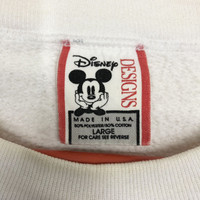 Disney
DESIGNS
MADE IN U.S.A.
50% POLYESTER/50% COTTON
LARGE
FOR CARE SEE REVERSE